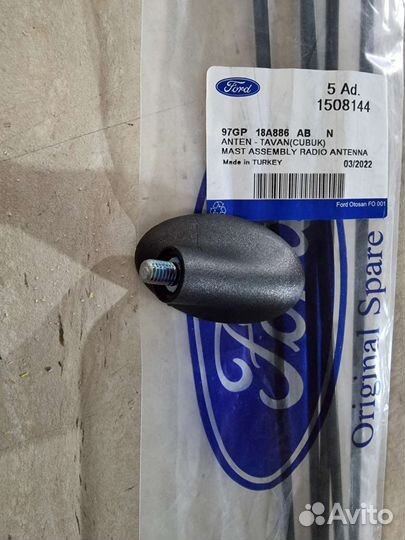 Ford
5 Ad.
1508144
97GP 18A886 AB N
ANTEN - TAVAN(CUBUK)
MAST ASSEMBLY RADIO ANTENNA
Made in TURKEY 03/2022
Ford Otosan FO 001
Ford
Original Spare
Avito